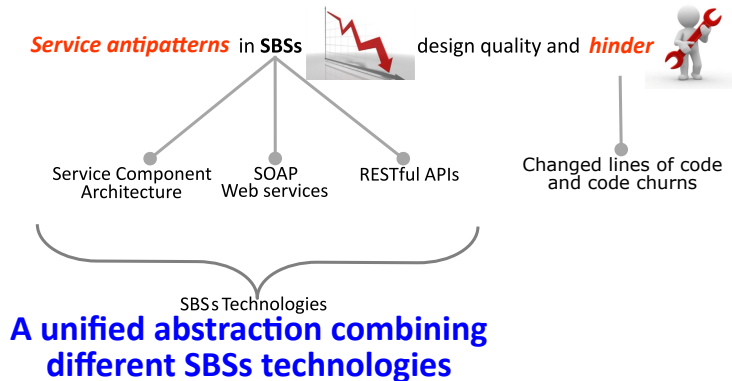 Service antipatterns in SBSs design quality and hinder
Service Component
Architecture
SOAP
Web services
RESTful APIs
Changed lines of code
and code churns
SBSs Technologies
A unified abstraction combining
different SBSs technologies